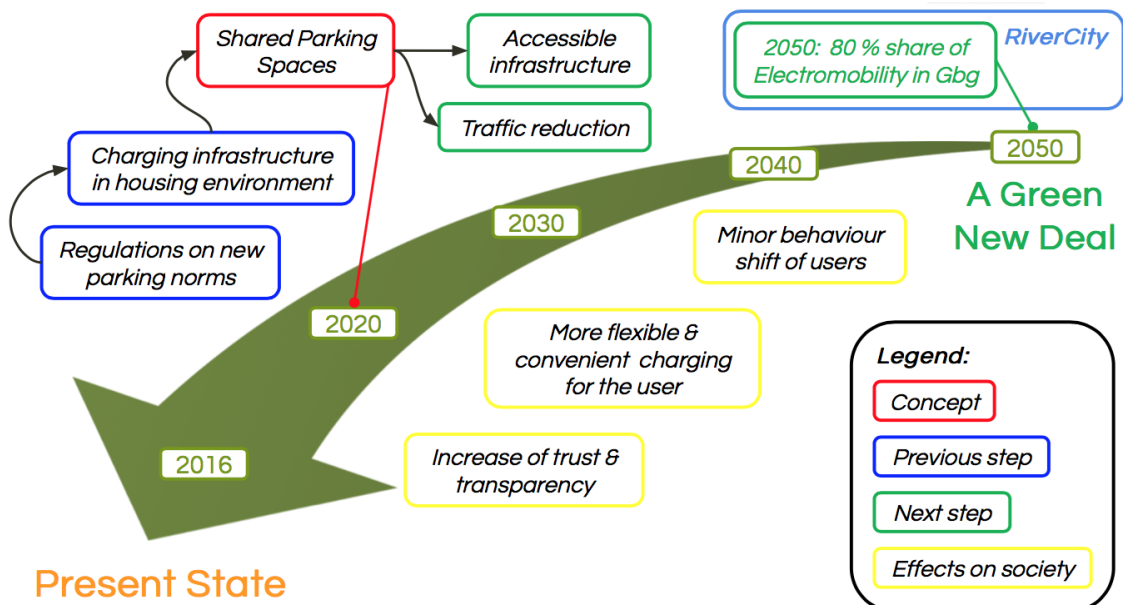 Shared Parking
Spaces
Accessible
infrastructure
Traffic reduction
2050: 80 % share of
Electromobility in Gbg
RiverCity
Charging infrastructure
in housing environment
Regulations on new
parking norms
2050
2040
2030
2020
2016
A Green
New Deal
Minor behaviour
shift of users
More flexible &
convenient charging
for the user
Increase of trust &
transparency
Present State
Legend:
Concept
Previous step
Next step
Effects on society